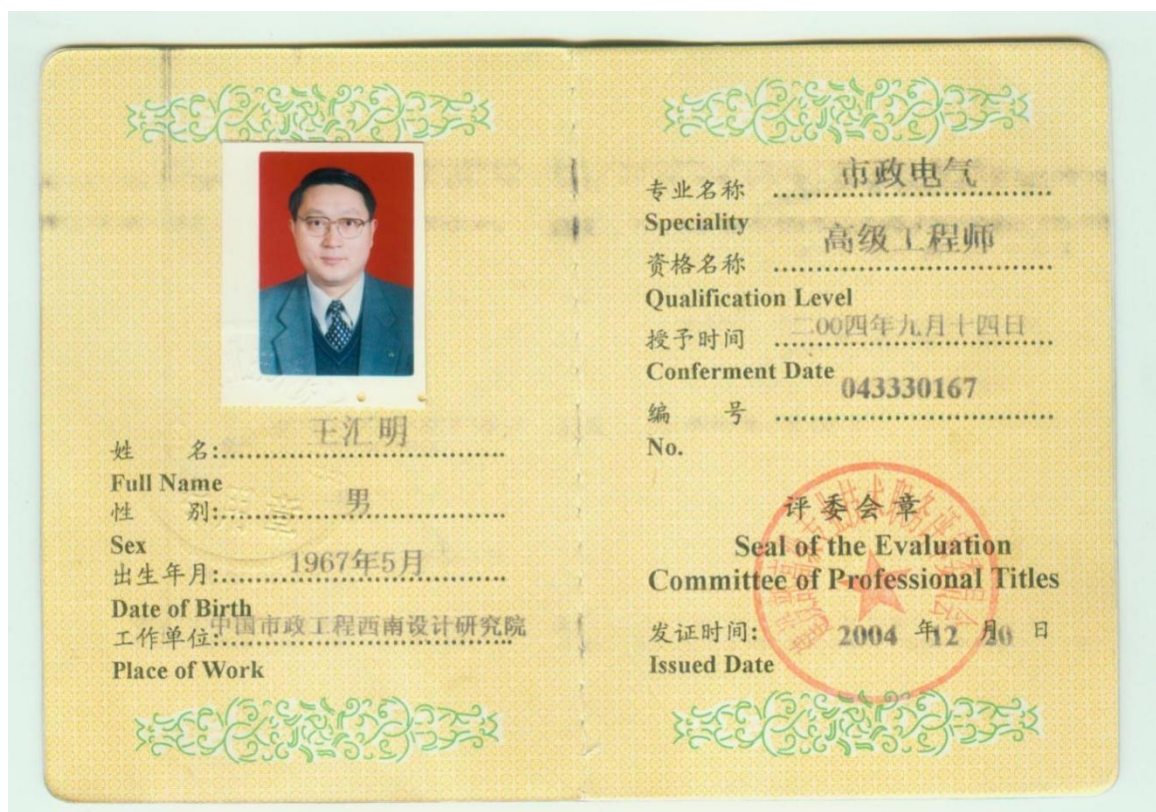 姓 名: 王汇明
Full Name
性 别: 男
Sex
出生年月: 1967年5月
Date of Birth
工作单位: 中国市政工程西南设计研究院
Place of Work
专业名称 市政电气
Speciality
资格名称 高级工程师
Qualification Level
授予时间 二00四年九月十四日
Conferment Date
编 号 043330167
No.
评委会章
Seal of the Evaluation
Committee of Professional Titles
发证时间: 2004 年 12 月 20 日
Issued Date